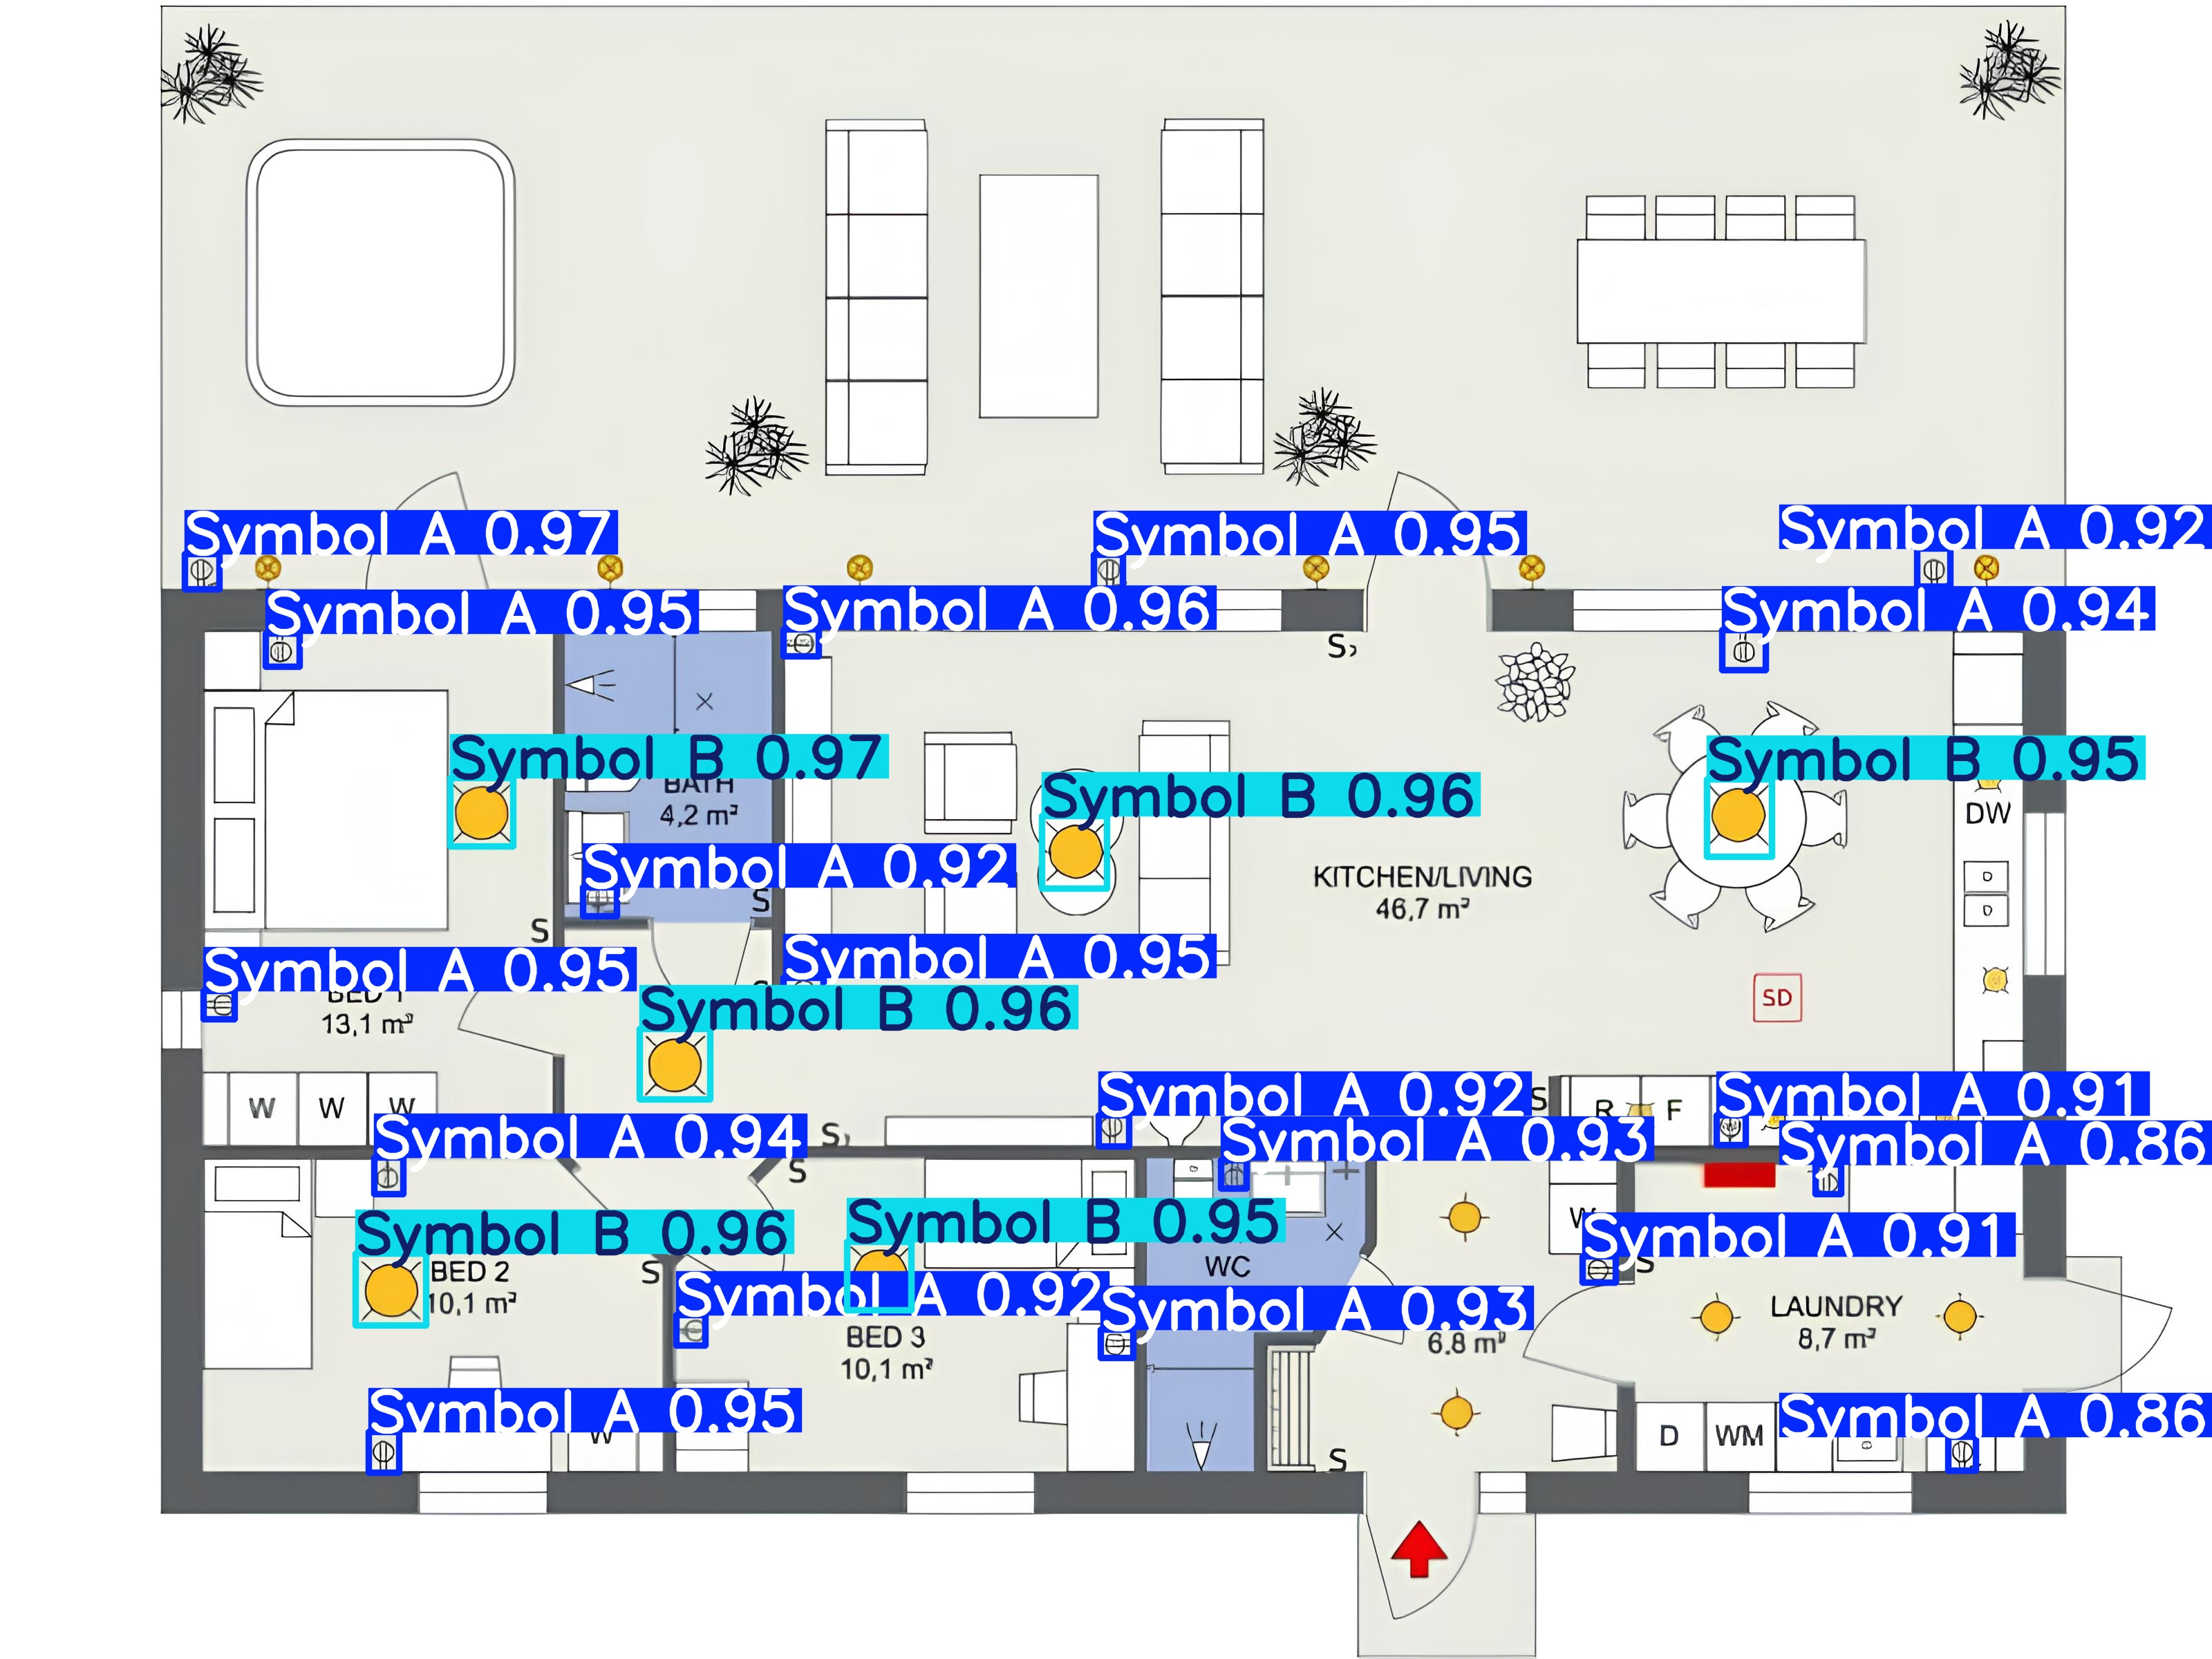 Symbol A 0.97
Symbol A 0.95
Symbol A 0.92
Symbol A 0.95
Symbol A 0.96
Symbol A 0.94
S
Symbol B 0.97
Symbol B 0.95
BATH
4,2 m²
Symbol B 0.96
DW
Symbol A 0.92
KITCHEN/LIVING
46,7 m²
S
S
Symbol A 0.95
Symbol A 0.95
BED 1
13,1 m²
SD
Symbol B 0.96
W W W
Symbol A 0.92
S
R F
Symbol A 0.91
Symbol A 0.94
S
Symbol A 0.93
Symbol A 0.86
S
W
Symbol B 0.96
Symbol B 0.95
Symbol A 0.91
BED 2
10,1 m²
S
WC
S
Symbol A 0.92
Symbol A 0.93
BED 3
10,1 m²
6,8 m²
LAUNDRY
8,7 m²
Symbol A 0.95
W
S
D WM
Symbol A 0.86